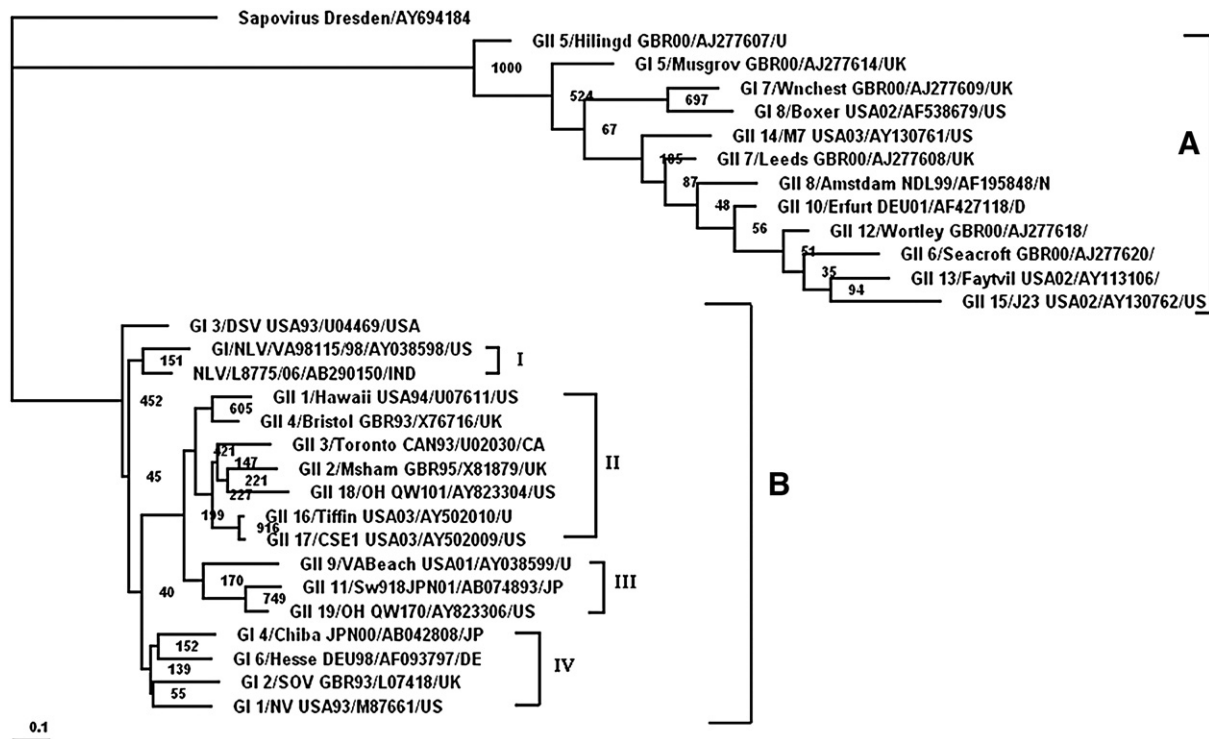 Sapovirus Dresden/AY694184
GII 5/Hilingd GBR00/AJ277607/U
1000
GI 5/Musgrov GBR00/AJ277614/UK
524
GI 7/Wnchest GBR00/AJ277609/UK
697
GI 8/Boxer USA02/AF538679/US
67
GII 14/M7 USA03/AY130761/US
A
185
GII 7/Leeds GBR00/AJ277608/UK
87
GII 8/Amstdam NDL99/AF195848/N
48
GII 10/Erfurt DEU01/AF427118/D
56
GII 12/Wortley GBR00/AJ277618/
51
GII 6/Seacroft GBR00/AJ277620/
35
GII 13/Faytvil USA02/AY113106/
94
GII 15/J23 USA02/AY130762/US
GI 3/DSV USA93/U04469/USA
GI/NLV/VA98115/98/AY038598/US
151
I
NLV/L8775/06/AB290150/IND
452
GII 1/Hawaii USA94/U07611/US
605
GII 4/Bristol GBR93/X76716/UK
GII 3/Toronto CAN93/U02030/CA
421
147
II
GII 2/Msham GBR95/X81879/UK
45
221
B
GII 18/OH QW101/AY823304/US
227
199
GII 16/Tiffin USA03/AY502010/U
916
GII 17/CSE1 USA03/AY502009/US
GII 9/VABeach USA01/AY038599/U
170
III
GII 11/Sw918JPN01/AB074893/JP
40
749
GII 19/OH QW170/AY823306/US
GI 4/Chiba JPN00/AB042808/JP
152
GI 6/Hesse DEU98/AF093797/DE
IV
139
GI 2/SOV GBR93/L07418/UK
55
GI 1/NV USA93/M87661/US
0.1